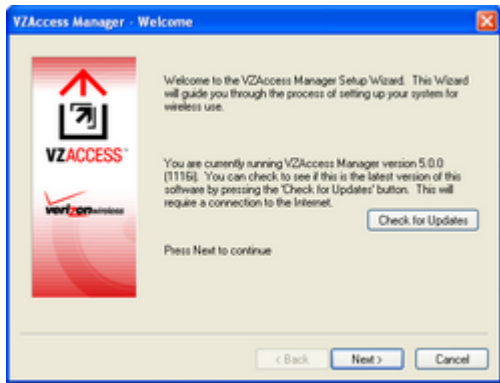 VZAccess Manager - Welcome
Welcome to the VZAccess Manager Setup Wizard. This Wizard
will guide you through the process of setting up your system for
wireless use.
VZACCESS
verizonwireless
You are currently running VZAccess Manager version 5.0.0
(1116i). You can check to see if this is the latest version of this
software by pressing the 'Check for Updates' button. This will
require a connection to the Internet.
Check for Updates
Press Next to continue
< Back
Next >
Cancel